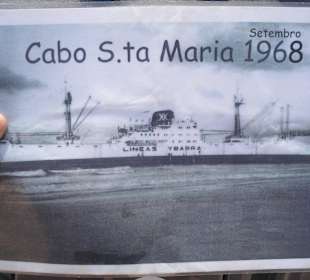 Setembro
Cabo S.ta Maria 1968
LINEAS YBARRA